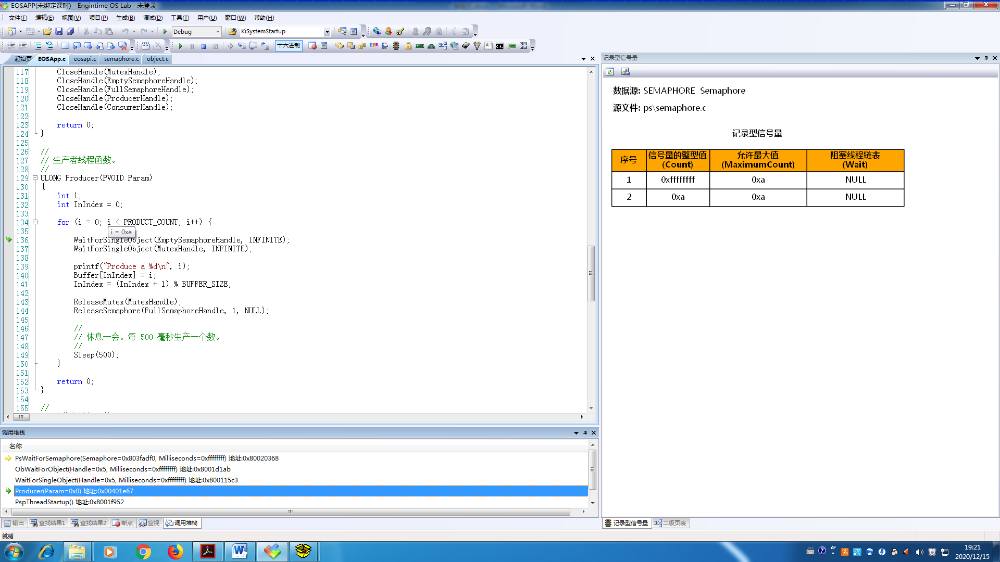 EOSAPP(未绑定课时) - Engintime OS Lab - 未登录
文件(F) 编辑(E) 视图(V) 项目(P) 生成(B) 调试(D) 工具(T) 用户(U) 窗口(W) 帮助(H)
Debug KiSystemStartup
十六进制
起始页 EOSApp.c eosapi.c semaphore.c object.c
117 CloseHandle(MutexHandle);
118 CloseHandle(EmptySemaphoreHandle);
119 CloseHandle(FullSemaphoreHandle);
120 CloseHandle(ProducerHandle);
121 CloseHandle(ConsumerHandle);
122
123 return 0;
124 }
125
126 //
127 // 生产者线程函数。
128 //
129 ULONG Producer(PVOID Param)
130 {
131 int i;
132 int InIndex = 0;
133
134 for (i = 0; i < PRODUCT_COUNT; i++) {
135
i = 0xe
136 WaitForSingleObject(EmptySemaphoreHandle, INFINITE);
137 WaitForSingleObject(MutexHandle, INFINITE);
138
139 printf("Produce a %d\n", i);
140 Buffer[InIndex] = i;
141 InIndex = (InIndex + 1) % BUFFER_SIZE;
142
143 ReleaseMutex(MutexHandle);
144 ReleaseSemaphore(FullSemaphoreHandle, 1, NULL);
145
146 //
147 // 休息一会。每 500 毫秒生产一个数。
148 //
149 Sleep(500);
150 }
151
152 return 0;
153 }
154
155 //
调用堆栈
名称
PsWaitForSemaphore(Semaphore=0x803fadf0, Milliseconds=0xffffffff) 地址:0x80020368
ObWaitForObject(Handle=0x5, Milliseconds=0xffffffff) 地址:0x8001d1ab
WaitForSingleObject(Handle=0x5, Milliseconds=0xffffffff) 地址:0x800115c3
Producer(Param=0x0) 地址:0x00401e67
PspThreadStartup() 地址:0x8001f952
输出 查找结果1 查找结果2 断点 监视 调用堆栈
就绪
记录型信号量
数据源: SEMAPHORE Semaphore
源文件: ps\semaphore.c
记录型信号量
序号 信号量的整型值 (Count) 允许最大值 (MaximumCount) 阻塞线程链表 (Wait)
1 0xffffffff 0xa NULL
2 0xa 0xa NULL
记录型信号量 二级页表
19:21
2020/12/15